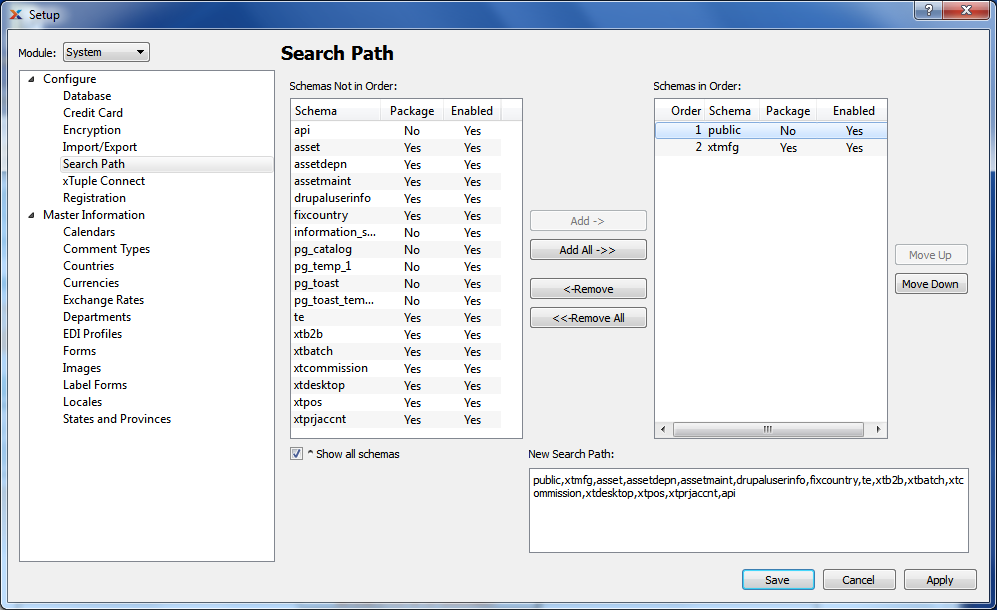 Setup
Module: System
Configure
Database
Credit Card
Encryption
Import/Export
Search Path
xTuple Connect
Registration
Master Information
Calendars
Comment Types
Countries
Currencies
Exchange Rates
Departments
EDI Profiles
Forms
Images
Label Forms
Locales
States and Provinces
Search Path
Schemas Not in Order:
Schema Package Enabled
api No Yes
asset Yes Yes
assetdepn Yes Yes
assetmaint Yes Yes
drupaluserinfo Yes Yes
fixcountry Yes Yes
information_s... No Yes
pg_catalog No Yes
pg_temp_1 No Yes
pg_toast No Yes
pg_toast_tem... No Yes
te Yes Yes
xtb2b Yes Yes
xtbatch Yes Yes
xtcommission Yes Yes
xtdesktop Yes Yes
xtpos Yes Yes
xtprjaccnt Yes Yes
^ Show all schemas
Add ->
Add All ->>
<-Remove
<<-Remove All
Schemas in Order:
Order Schema Package Enabled
1 public No Yes
2 xtmfg Yes Yes
Move Up
Move Down
New Search Path:
public,xtmfg,asset,assetdepn,assetmaint,drupaluserinfo,fixcountry,te,xtb2b,xtbatch,xtc
ommission,xtdesktop,xtpos,xtprjaccnt,api
Save Cancel Apply